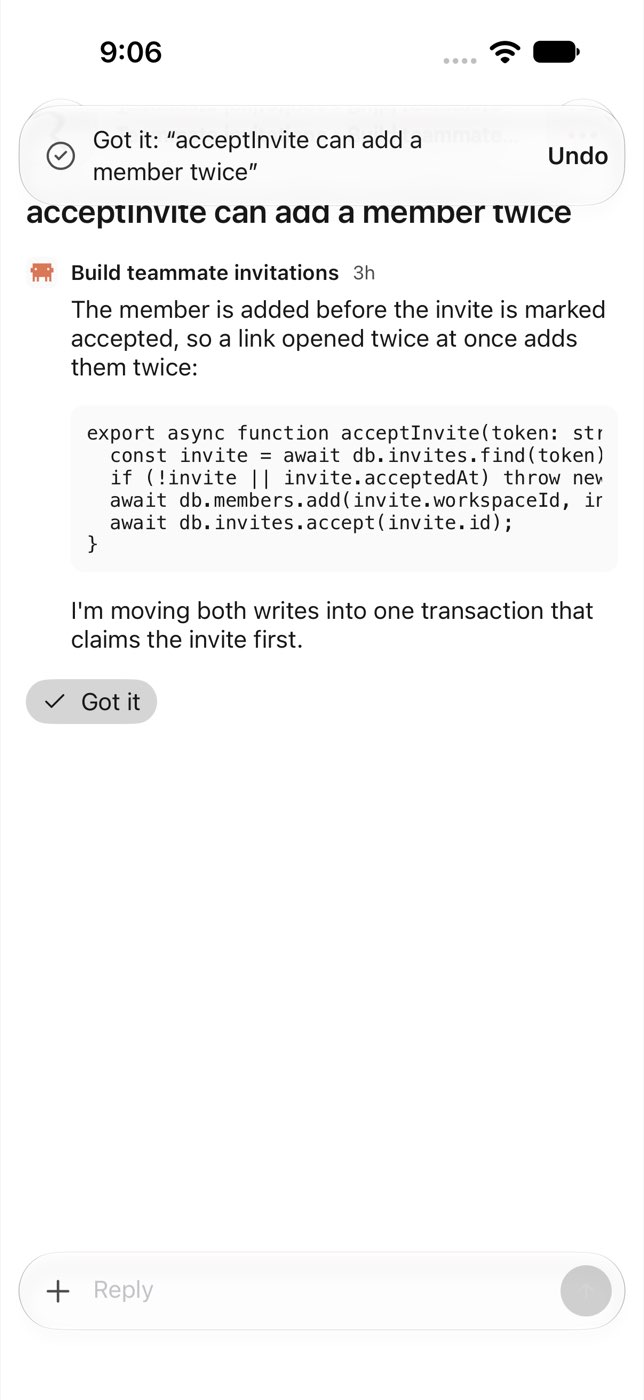 9:06
Got it: “acceptInvite can add a
member twice”
Undo
acceptInvite can add a member twice
Build teammate invitations 3h
The member is added before the invite is marked
accepted, so a link opened twice at once adds
them twice:
export async function acceptInvite(token: str
const invite = await db.invites.find(token)
if (!invite || invite.acceptedAt) throw new
await db.members.add(invite.workspaceId, in
await db.invites.accept(invite.id);
}
I'm moving both writes into one transaction that
claims the invite first.
Got it
Reply